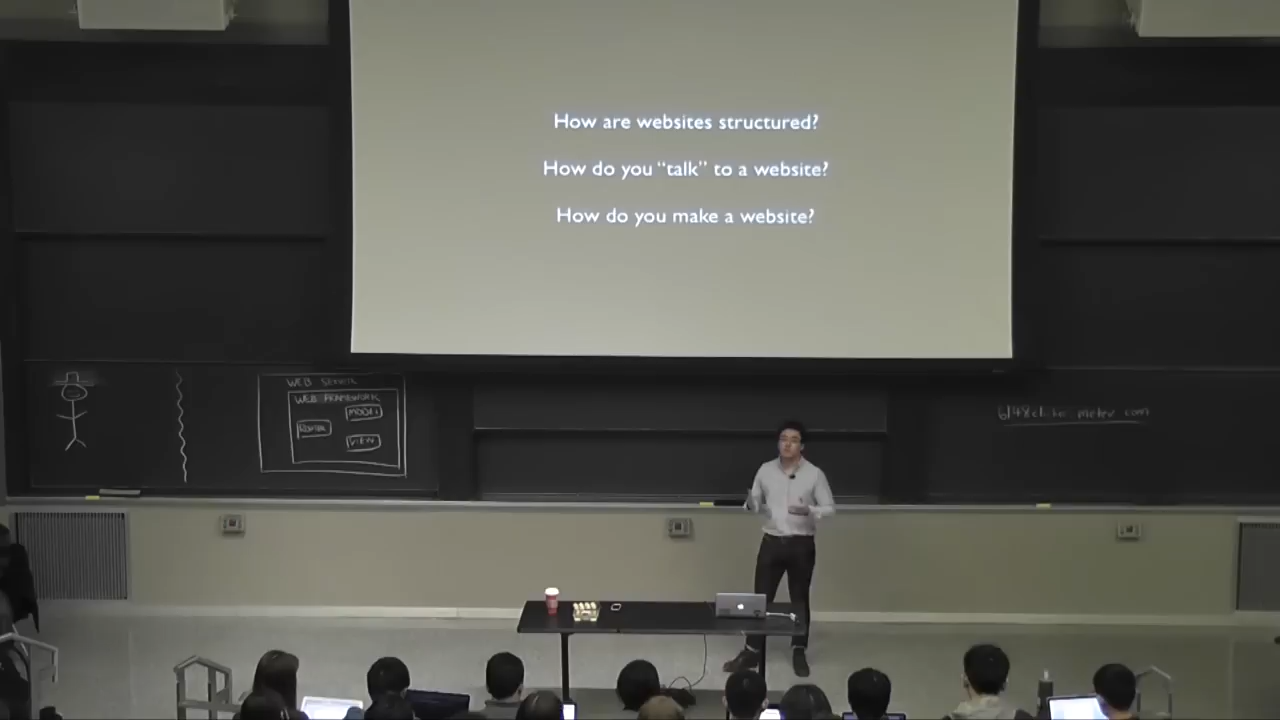 How are websites structured?
How do you “talk” to a website?
How do you make a website?
WEB SERVER
WEB FRAMEWORK
MODEL
ROUTER
VIEW